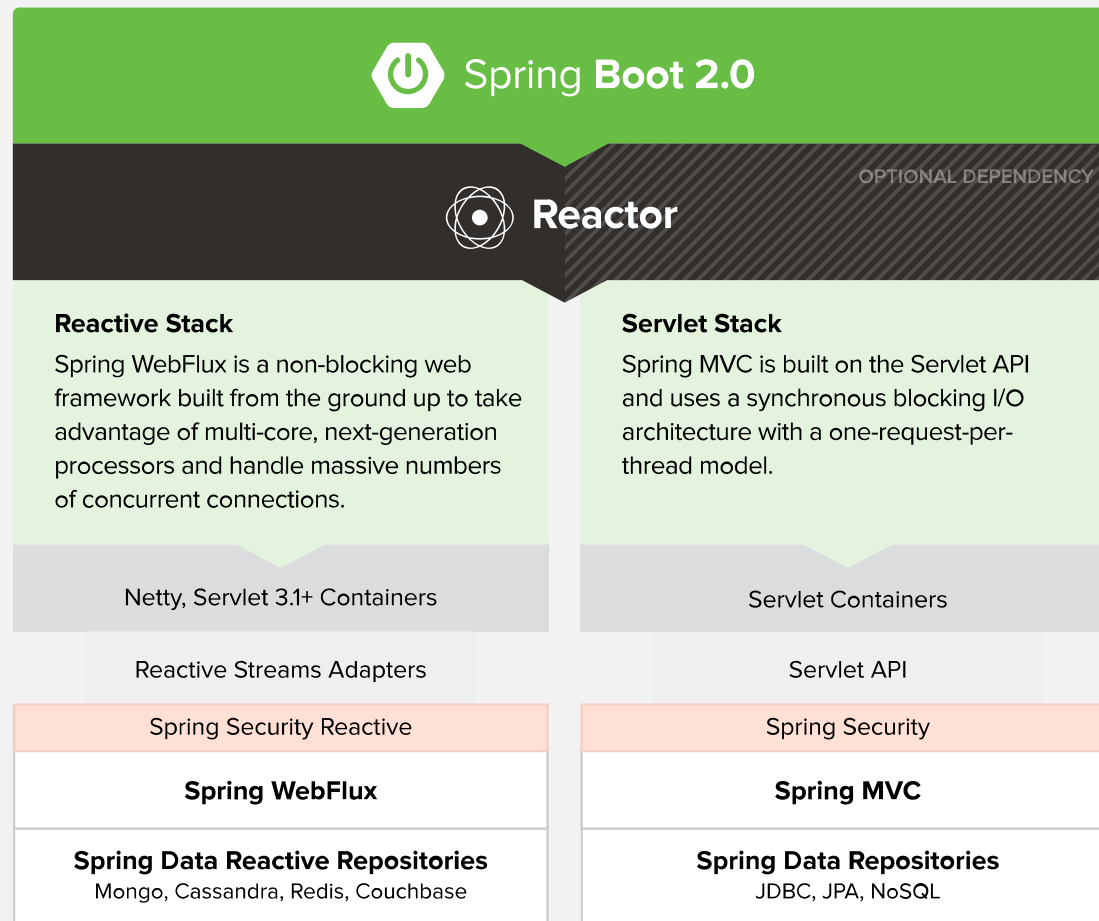 Spring Boot 2.0
OPTIONAL DEPENDENCY
Reactor
Reactive Stack
Spring WebFlux is a non-blocking web
framework built from the ground up to take
advantage of multi-core, next-generation
processors and handle massive numbers
of concurrent connections.
Netty, Servlet 3.1+ Containers
Reactive Streams Adapters
Spring Security Reactive
Spring WebFlux
Spring Data Reactive Repositories
Mongo, Cassandra, Redis, Couchbase
Servlet Stack
Spring MVC is built on the Servlet API
and uses a synchronous blocking I/O
architecture with a one-request-per-
thread model.
Servlet Containers
Servlet API
Spring Security
Spring MVC
Spring Data Repositories
JDBC, JPA, NoSQL